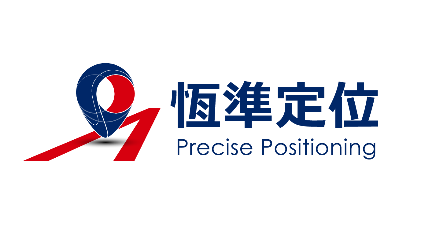 恆準定位
Precise Positioning